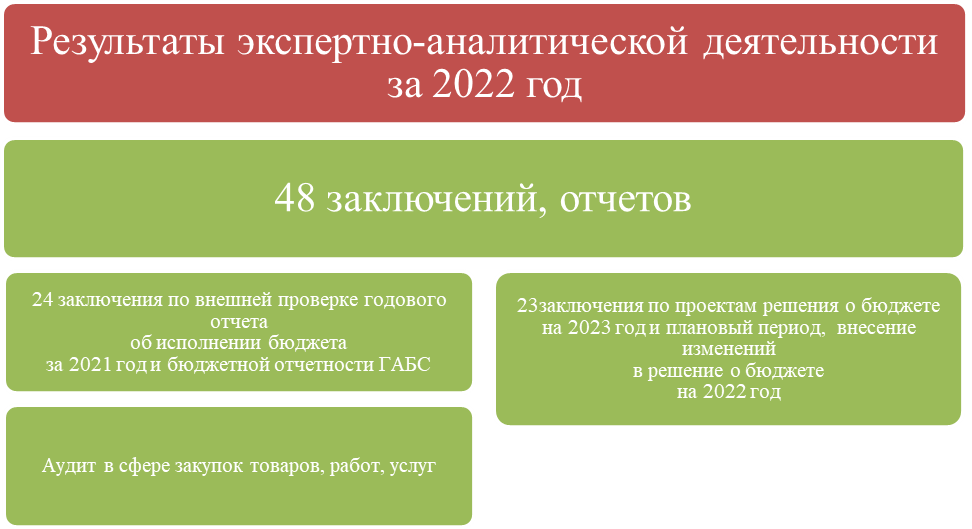 Результаты экспертно-аналитической деятельности
за 2022 год
48 заключений, отчетов
24 заключения по внешней проверке годового
отчета
об исполнении бюджета
за 2021 год и бюджетной отчетности ГАБС
23заключения по проектам решения о бюджете
на 2023 год и плановый период, внесение
изменений
в решение о бюджете
на 2022 год
Аудит в сфере закупок товаров, работ, услуг